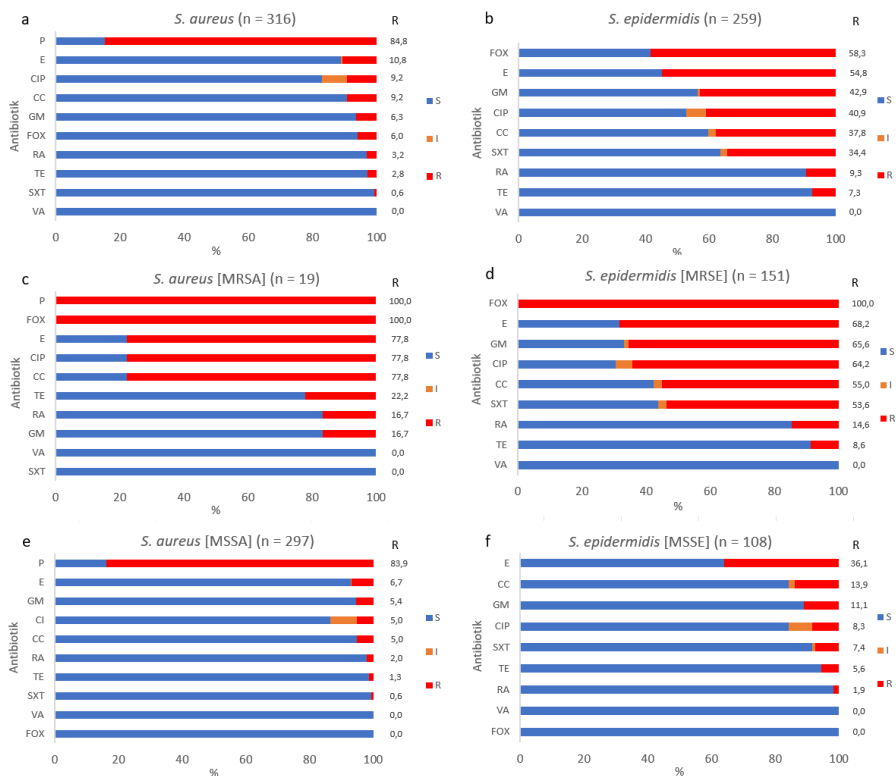 a
S. aureus (n = 316)
R
P 84,8
E 10,8
CIP 9,2
CC 9,2
GM 6,3
FOX 6,0
RA 3,2
TE 2,8
SXT 0,6
VA 0,0
Antibiotik
S
I
R
0 20 40 60 80 100
%
b
S. epidermidis (n = 259)
R
FOX 58,3
E 54,8
GM 42,9
CIP 40,9
CC 37,8
SXT 34,4
RA 9,3
TE 7,3
VA 0,0
Antibiotik
S
I
R
0 20 40 60 80 100
%
c
S. aureus [MRSA] (n = 19)
R
P 100,0
FOX 100,0
E 77,8
CIP 77,8
CC 77,8
TE 22,2
RA 16,7
GM 16,7
VA 0,0
SXT 0,0
Antibiotik
S
I
R
0 20 40 60 80 100
%
d
S. epidermidis [MRSE] (n = 151)
R
FOX 100,0
E 68,2
GM 65,6
CIP 64,2
CC 55,0
SXT 53,6
RA 14,6
TE 8,6
VA 0,0
Antibiotik
S
I
R
0 20 40 60 80 100
%
e
S. aureus [MSSA] (n = 297)
R
P 83,9
E 6,7
GM 5,4
CI 5,0
CC 5,0
RA 2,0
TE 1,3
SXT 0,6
VA 0,0
FOX 0,0
Antibiotik
S
I
R
0 20 40 60 80 100
%
f
S. epidermidis [MSSE] (n = 108)
R
E 36,1
CC 13,9
GM 11,1
CIP 8,3
SXT 7,4
TE 5,6
RA 1,9
VA 0,0
FOX 0,0
Antibiotik
S
I
R
0 20 40 60 80 100
%